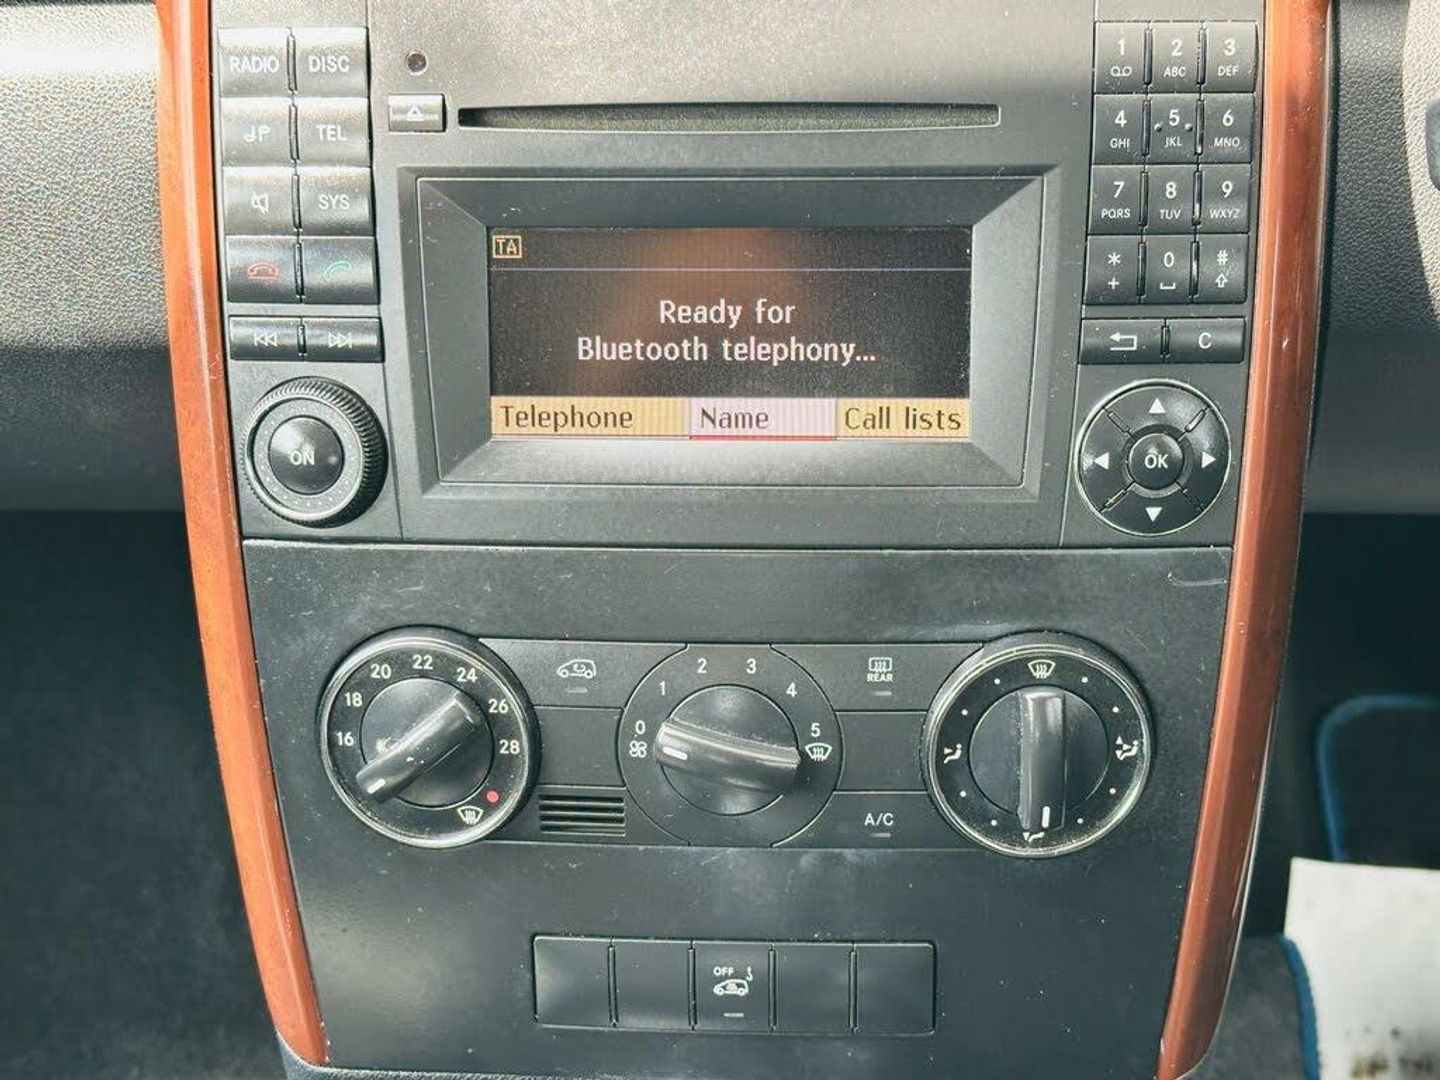 RADIO DISC
TEL
SYS
ON
TA
Ready for
Bluetooth telephony...
Telephone Name Call lists
1 2 ABC 3 DEF
4 GHI 5 JKL 6 MNO
7 PQRS 8 TUV 9 WXYZ
* + 0 #
C
OK
16 18 20 22 24 26 28
0 1 2 3 4 5
REAR
A/C
OFF